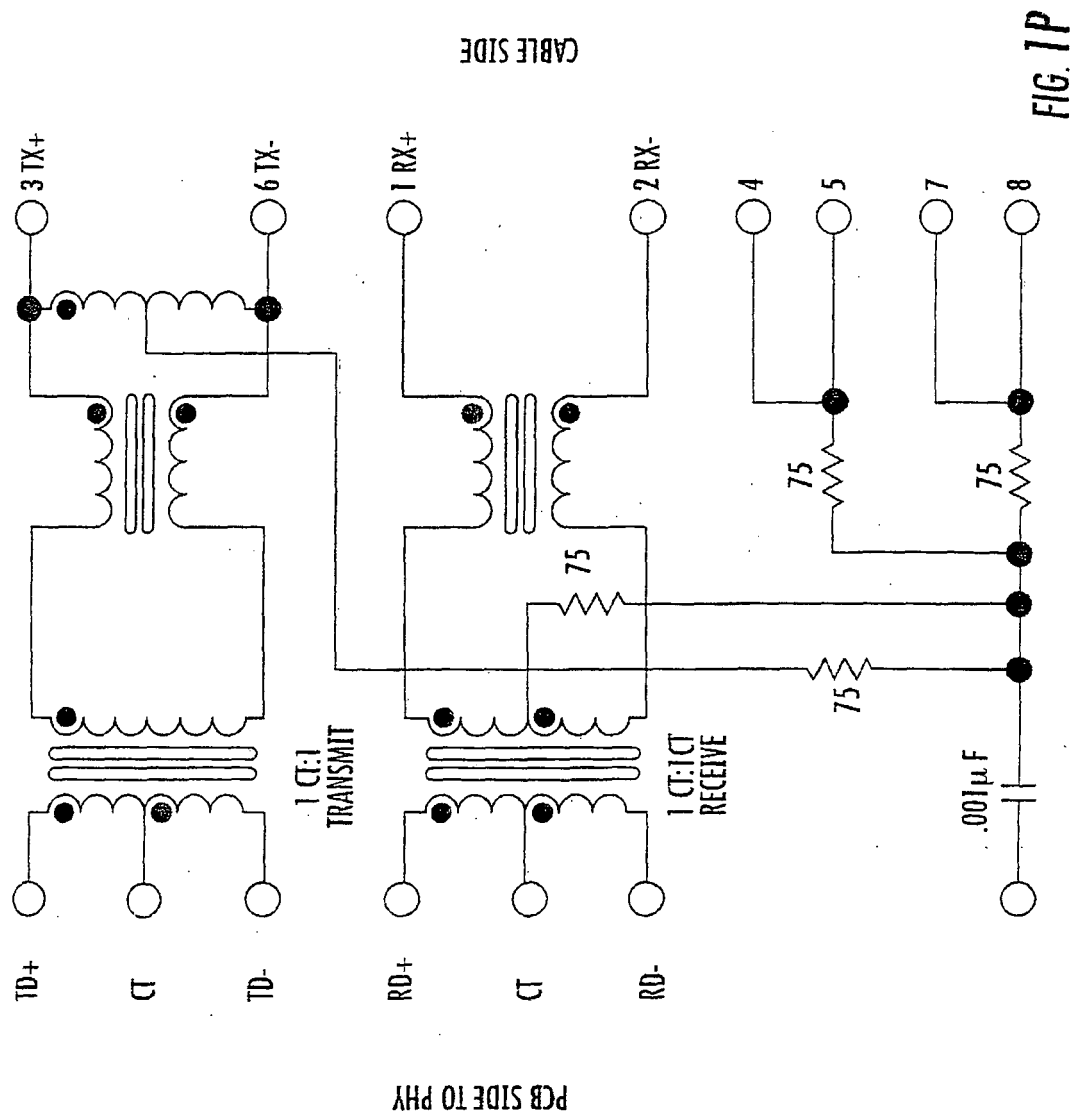 CABLE SIDE
3 TX+
6 TX-
1 RX+
2 RX-
4
5
7
8
75
75
75
75
1 CT:1
TRANSMIT
1 CT:1CT
RECEIVE
.001µF
TD+
CT
TD-
RD+
CT
RD-
PCB SIDE TO PHY
FIG. 1P